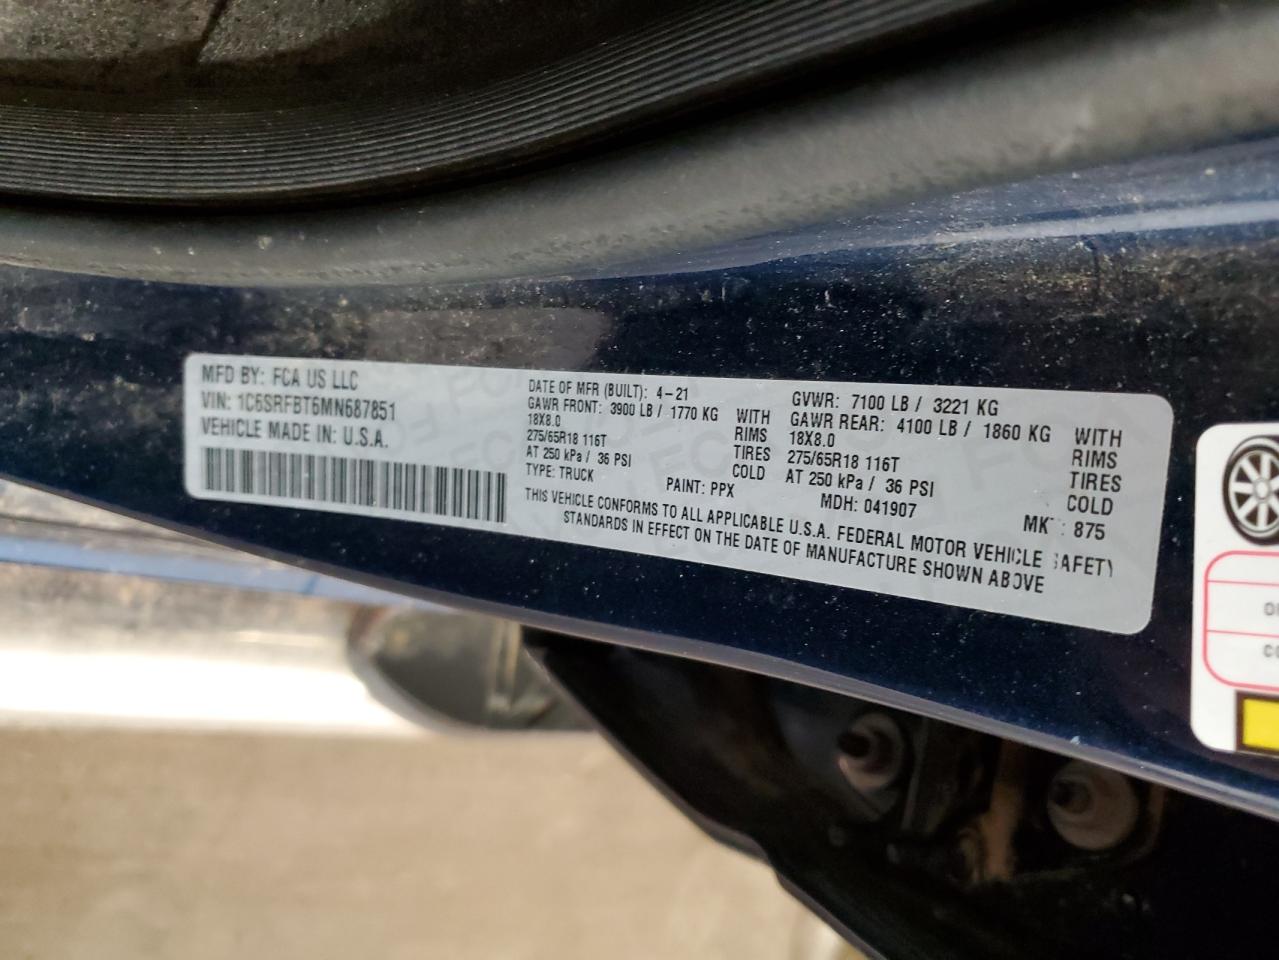 MFD BY: FCA US LLC
VIN: 1C6SRFBT6MN687851
VEHICLE MADE IN: U.S.A.
DATE OF MFR (BUILT): 4-21
GAWR FRONT: 3900 LB / 1770 KG WITH
18X8.0 RIMS
275/65R18 116T TIRES
AT 250 kPa / 36 PSI COLD
TYPE: TRUCK PAINT: PPX
GVWR: 7100 LB / 3221 KG
GAWR REAR: 4100 LB / 1860 KG WITH
18X8.0 RIMS
275/65R18 116T TIRES
AT 250 kPa / 36 PSI COLD
MDH: 041907 MK : 875
THIS VEHICLE CONFORMS TO ALL APPLICABLE U.S.A. FEDERAL MOTOR VEHICLE SAFETY
STANDARDS IN EFFECT ON THE DATE OF MANUFACTURE SHOWN ABOVE